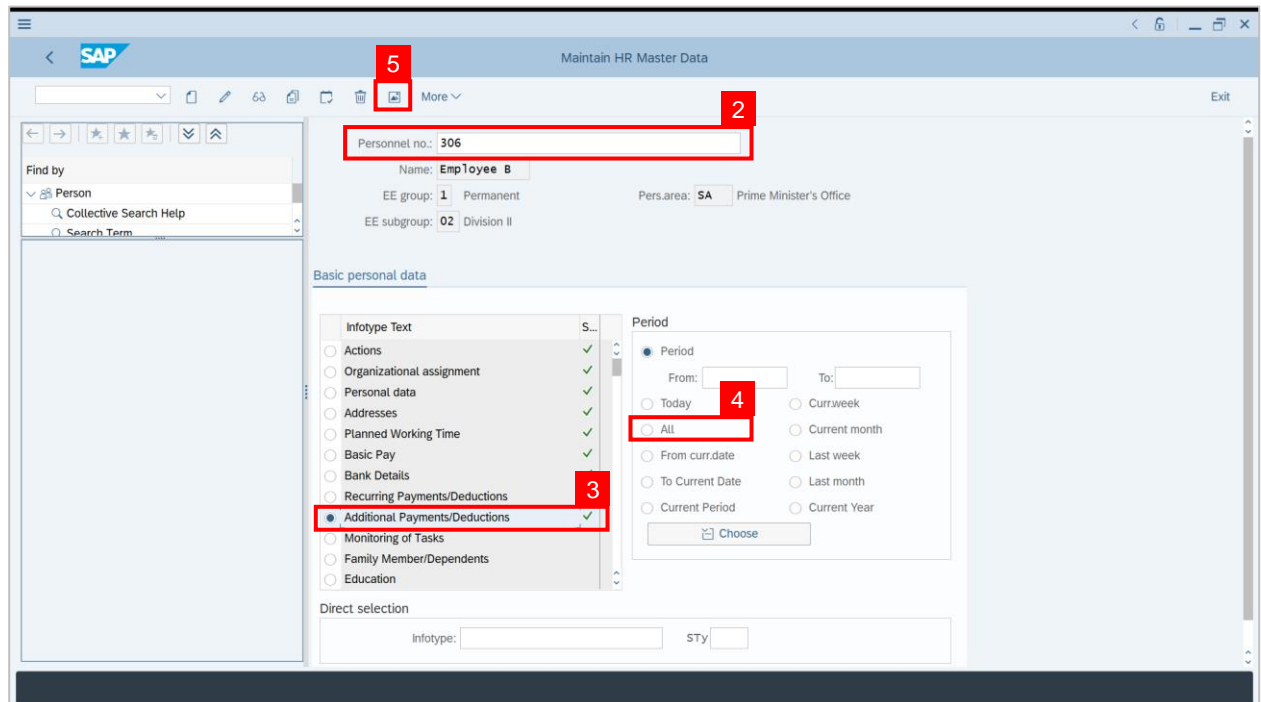 SAP
Maintain HR Master Data
5
More
Exit
2
Personnel no.: 306
Find by
Name: Employee B
Person
EE group: 1 Permanent
Pers.area: SA Prime Minister's Office
Collective Search Help
EE subgroup: 02 Division II
Search Term
Basic personal data
Infotype Text S...
Period
Actions
Period
Organizational assignment
From: To:
Personal data
4
Today Curr.week
Addresses
All Current month
Planned Working Time
Basic Pay
From curr.date Last week
Bank Details
3
To Current Date Last month
Recurring Payments/Deductions
Current Period Current Year
Additional Payments/Deductions
Choose
Monitoring of Tasks
Family Member/Dependents
Education
Direct selection
Infotype: STy